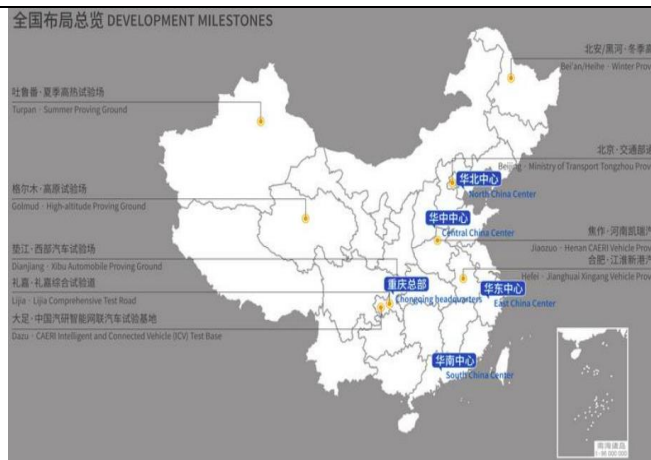 全国布局总览 DEVELOPMENT MILESTONES
北安/黑河·冬季
Bei'an/Heihe · Winter Prov
吐鲁番·夏季高热试验场
Turpan · Summer Proving Ground
北京·交通部通
Beijing · Ministry of Transport Tongzhou Prov
华北中心
North China Center
格尔木·高原试验场
Golmud · High-altitude Proving Ground
华中中心
Central China Center
焦作·河南凯瑞汽
Jiaozuo · Henan CAERI Vehicle Prov
垫江·西部汽车试验场
Dianjiang · Xibu Automobile Proving Ground
合肥·江淮新港汽
Hefei · Jianghuai Xingang Vehicle Prov
礼嘉·礼嘉综合试验道
Lijia · Lijia Comprehensive Test Road
重庆总部
Chongqing headquarters
华东中心
East China Center
大足·中国汽研智能网联汽车试验基地
Dazu · CAERI Intelligent and Connected Vehicle (ICV) Test Base
华南中心
South China Center
南海诸岛